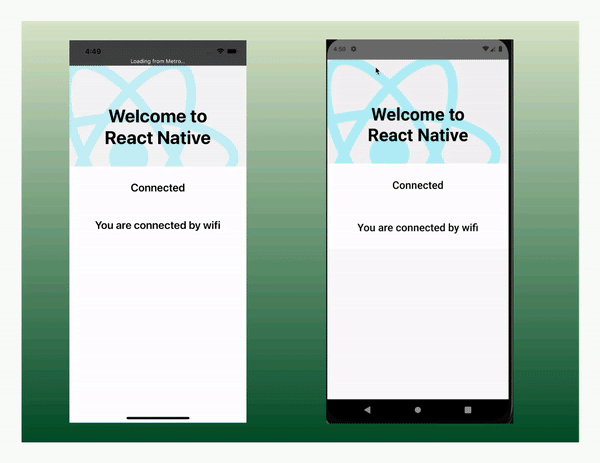 4:49
Loading from Metro...
Welcome to
React Native
Connected
You are connected by wifi
4:50
Welcome to
React Native
Connected
You are connected by wifi